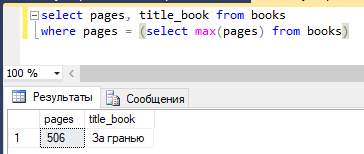 select pages, title_book from books
where pages = (select max(pages) from books)
100 %
Результаты Сообщения
pages title_book
1 506 За гранью